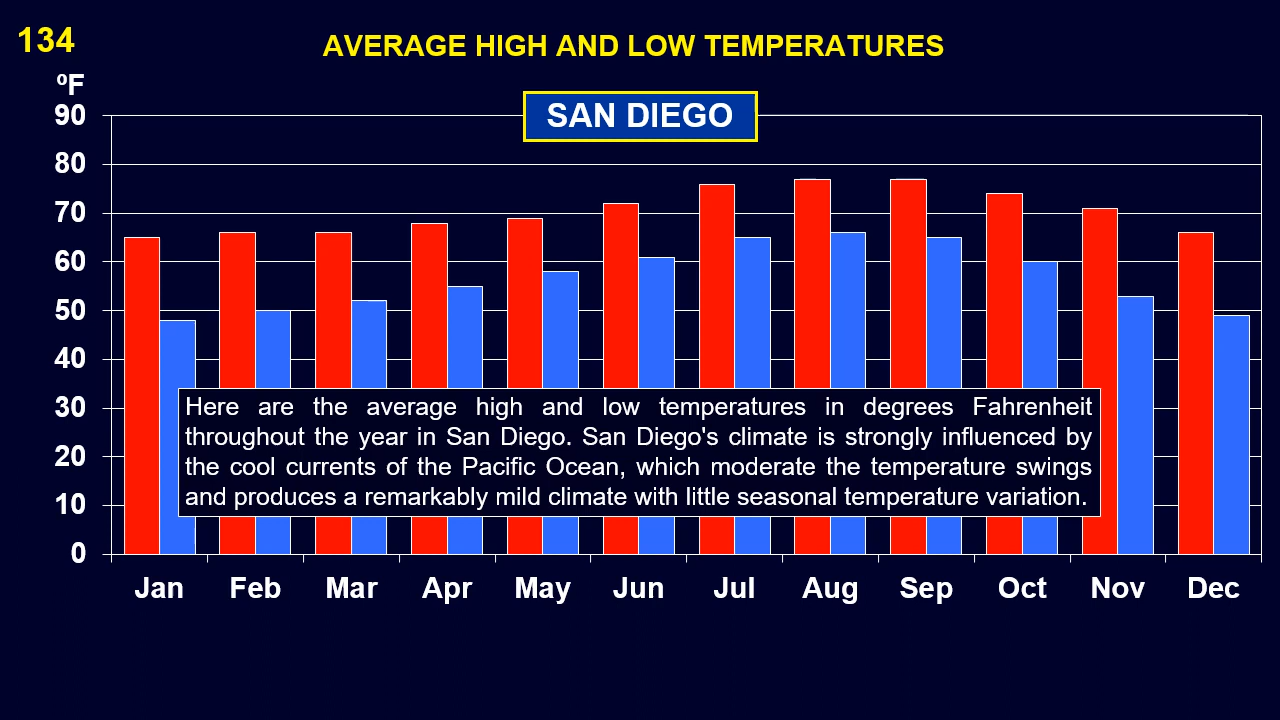 134
AVERAGE HIGH AND LOW TEMPERATURES
ºF
SAN DIEGO
90
80
70
60
50
40
30
20
10
0
Here are the average high and low temperatures in degrees Fahrenheit
throughout the year in San Diego. San Diego's climate is strongly influenced by
the cool currents of the Pacific Ocean, which moderate the temperature swings
and produces a remarkably mild climate with little seasonal temperature variation.
Jan Feb Mar Apr May Jun Jul Aug Sep Oct Nov Dec